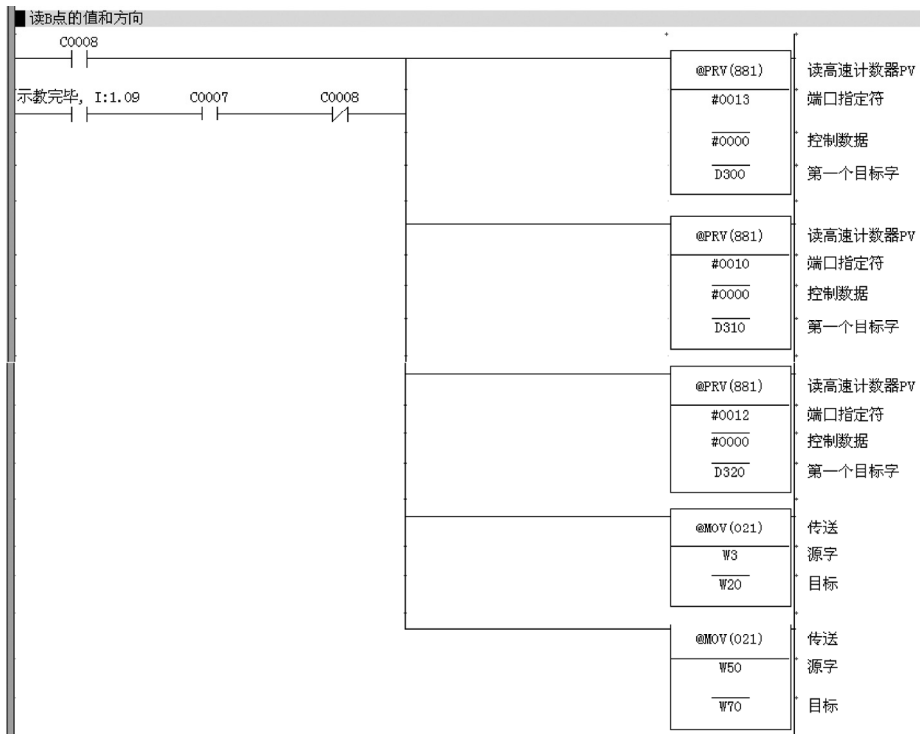 读B点的值和方向
C0008
@PRV(881) 读高速计数器PV
示教完毕, I:1.09 C0007 C0008
#0013 端口指定符
#0000 控制数据
D300 第一个目标字
@PRV(881) 读高速计数器PV
#0010 端口指定符
#0000 控制数据
D310 第一个目标字
@PRV(881) 读高速计数器PV
#0012 端口指定符
#0000 控制数据
D320 第一个目标字
@MOV(021) 传送
W3 源字
W20 目标
@MOV(021) 传送
W50 源字
W70 目标